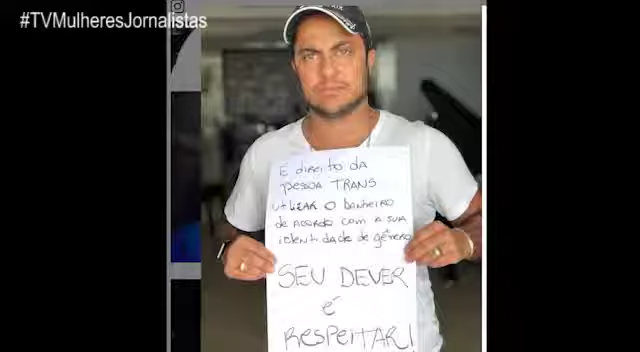 #TVMulheresJornalistas
É direito da
pessoa TRANS
utiLIZAR O banheiro
de acordo com a sua
identidade de gênero
SEU DEVER
é
RESPEITAR!